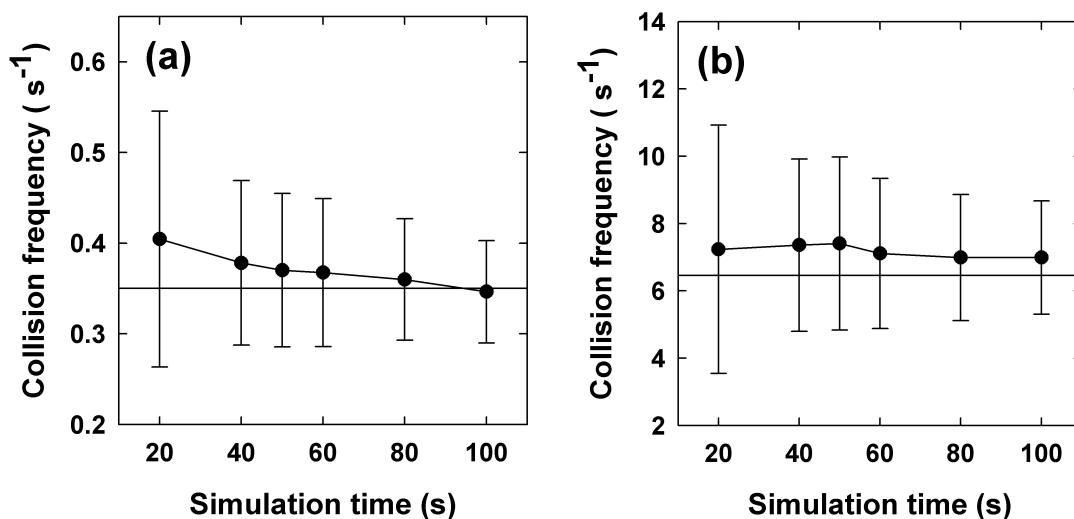 (a)
Collision frequency ( s-1)
0.6
0.5
0.4
0.3
0.2
20 40 60 80 100
Simulation time (s)
(b)
Collision frequency ( s-1)
14
12
10
8
6
4
2
20 40 60 80 100
Simulation time (s)